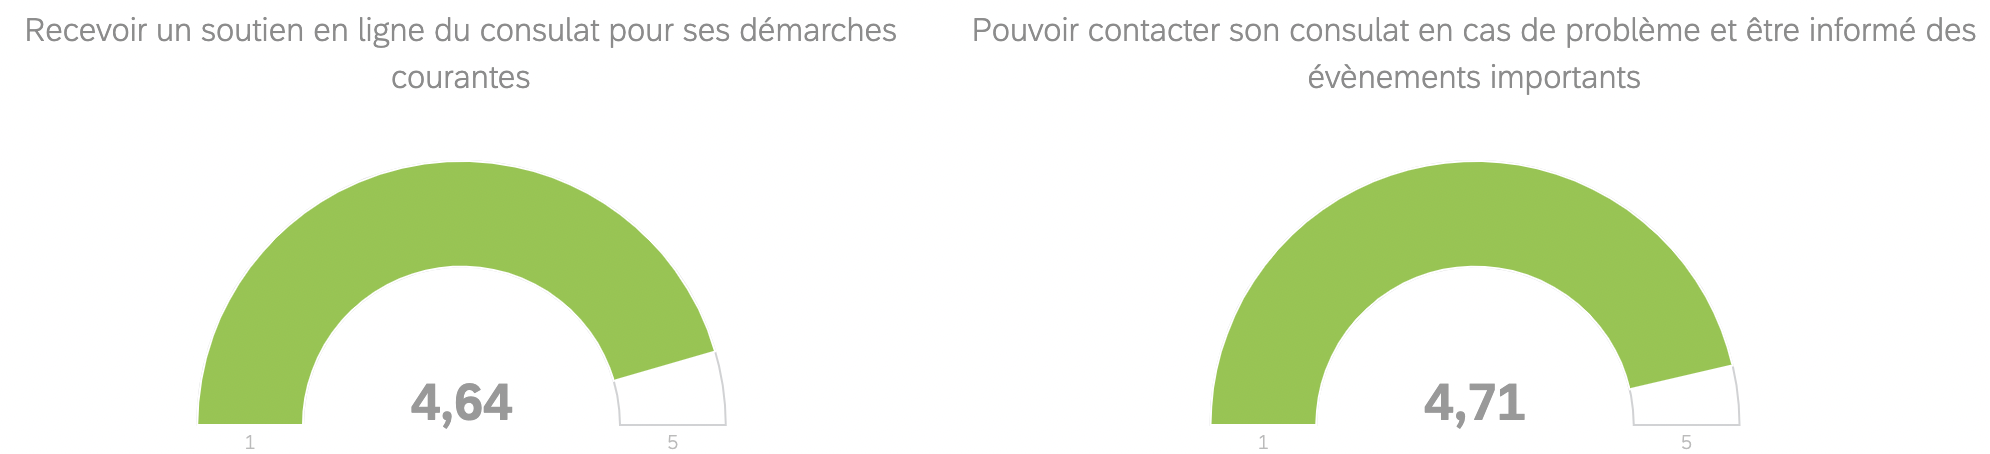 Recevoir un soutien en ligne du consulat pour ses démarches
courantes
4,64
1
5
Pouvoir contacter son consulat en cas de problème et être informé des
évènements importants
4,71
1
5